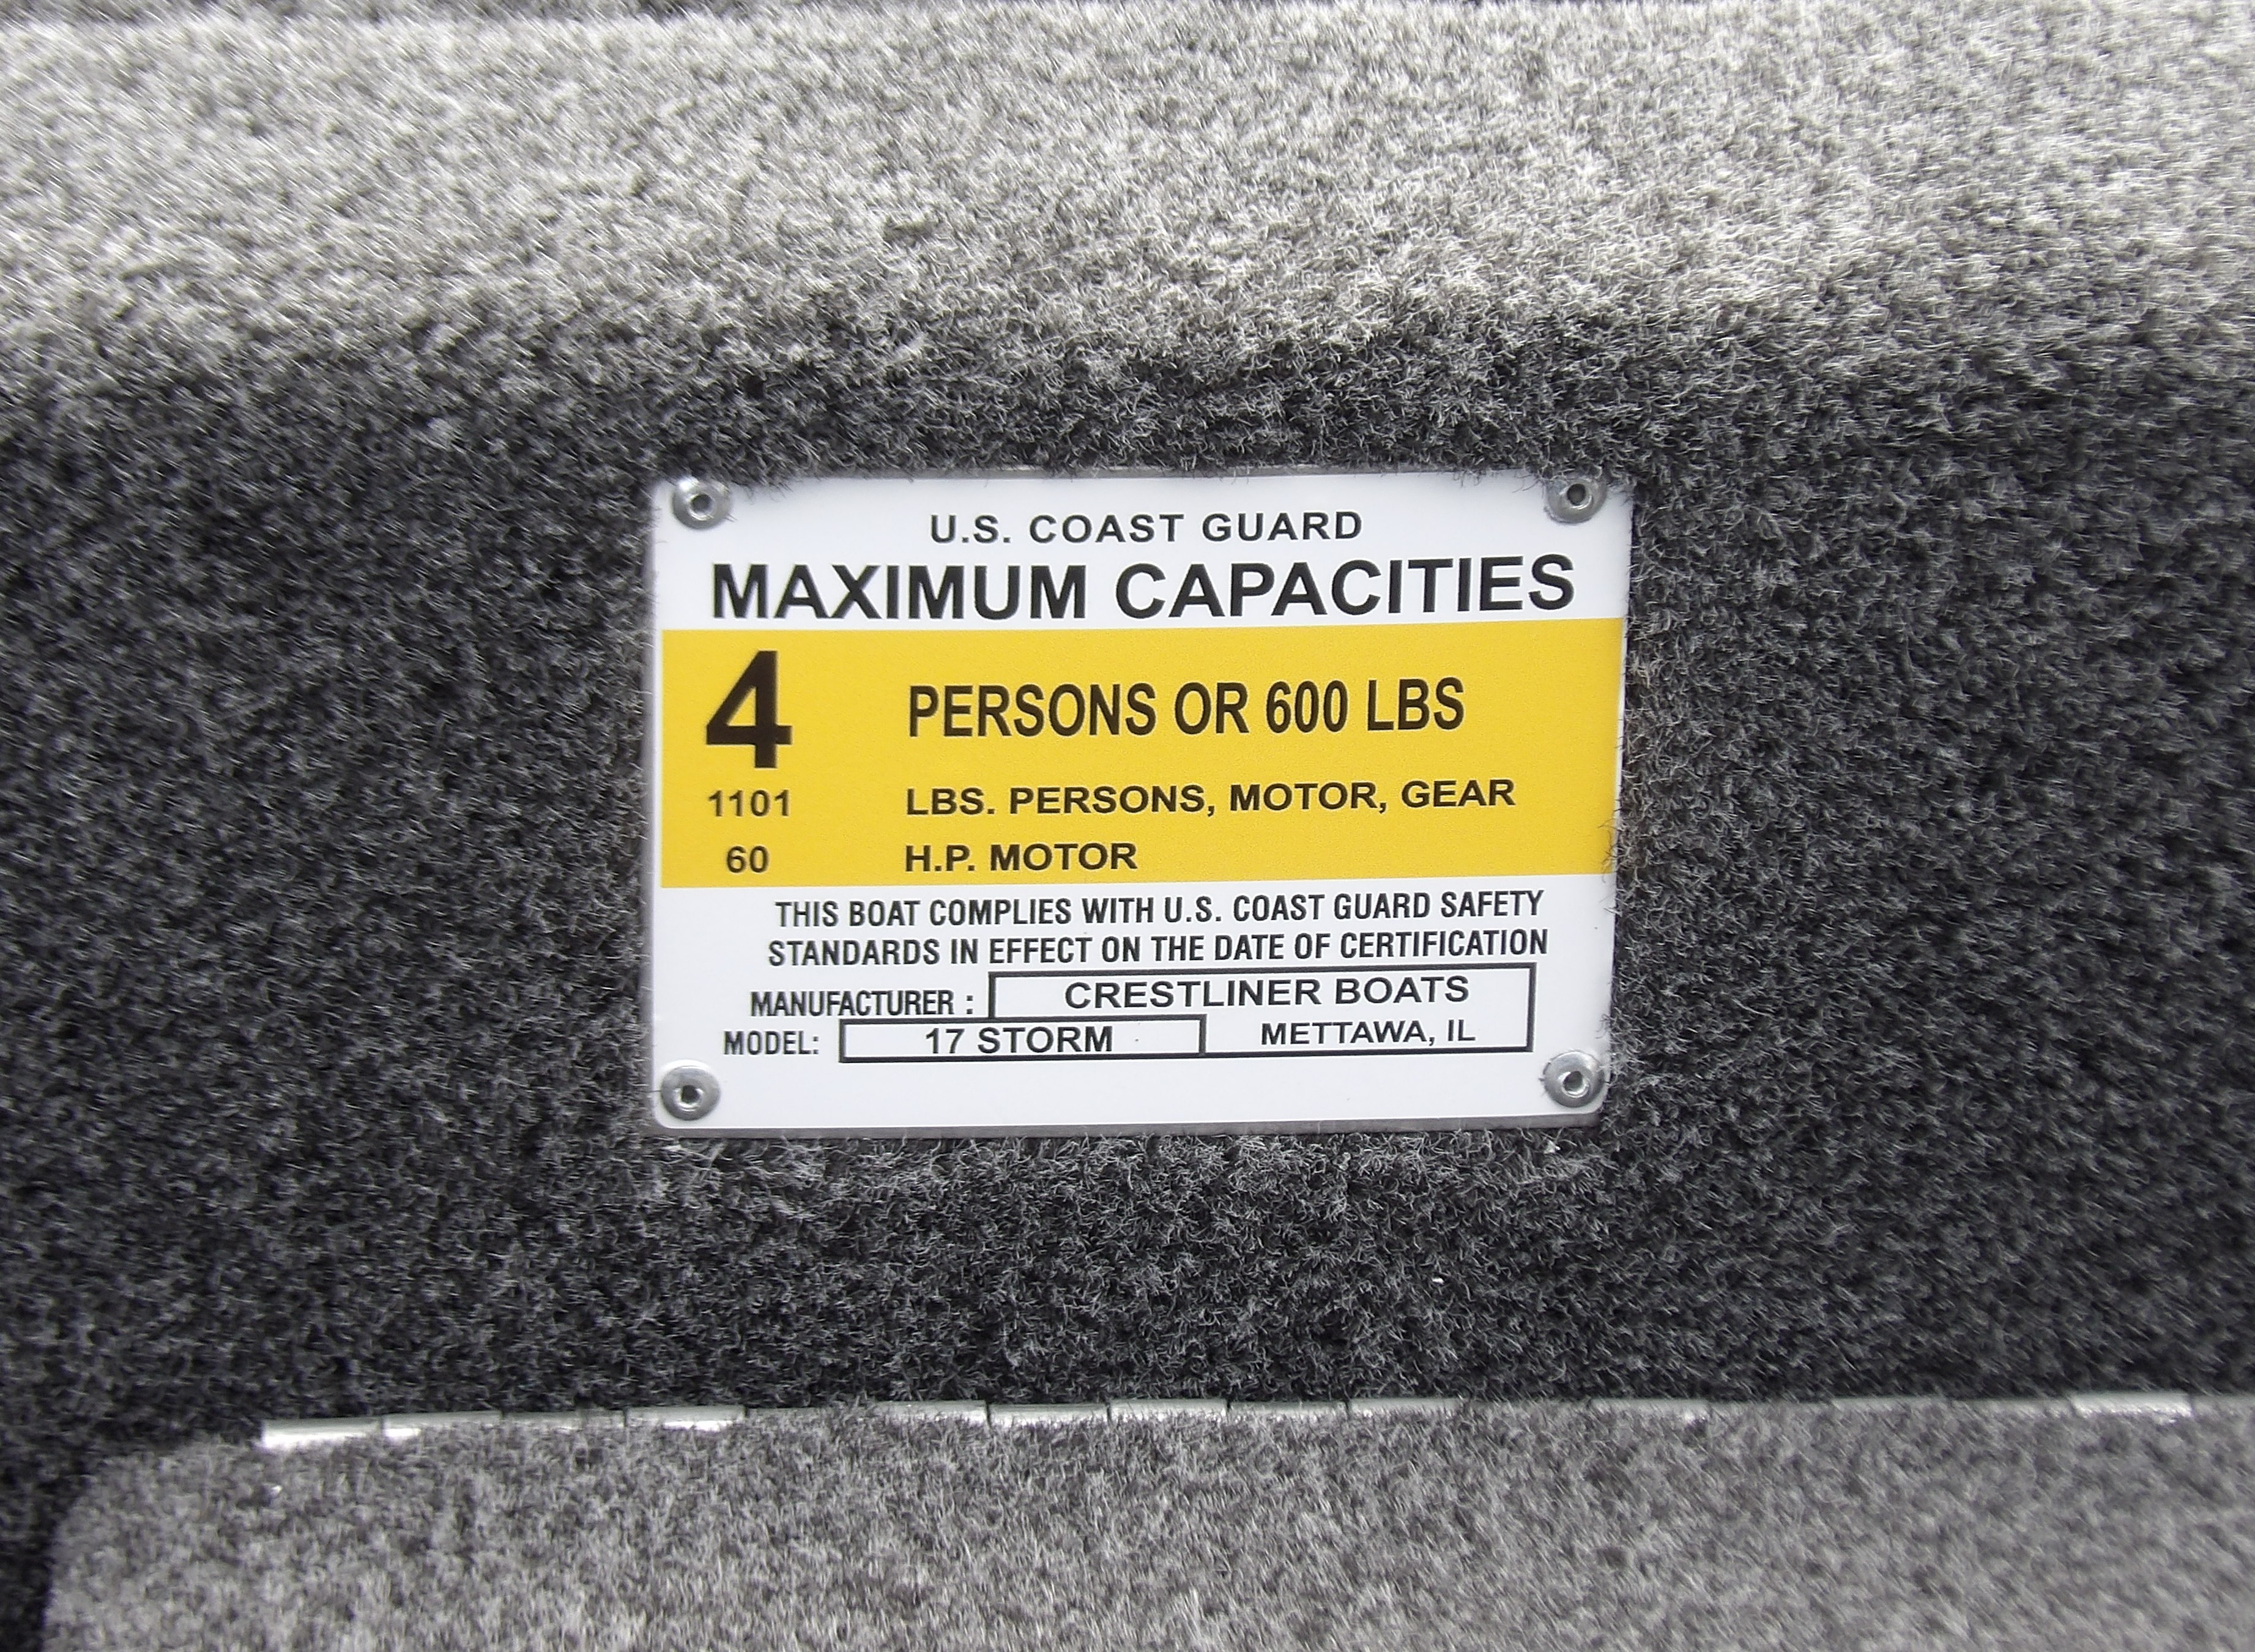 U.S. COAST GUARD
MAXIMUM CAPACITIES
4 PERSONS OR 600 LBS
1101 LBS. PERSONS, MOTOR, GEAR
60 H.P. MOTOR
THIS BOAT COMPLIES WITH U.S. COAST GUARD SAFETY
STANDARDS IN EFFECT ON THE DATE OF CERTIFICATION
MANUFACTURER : CRESTLINER BOATS
MODEL: 17 STORM METTAWA, IL